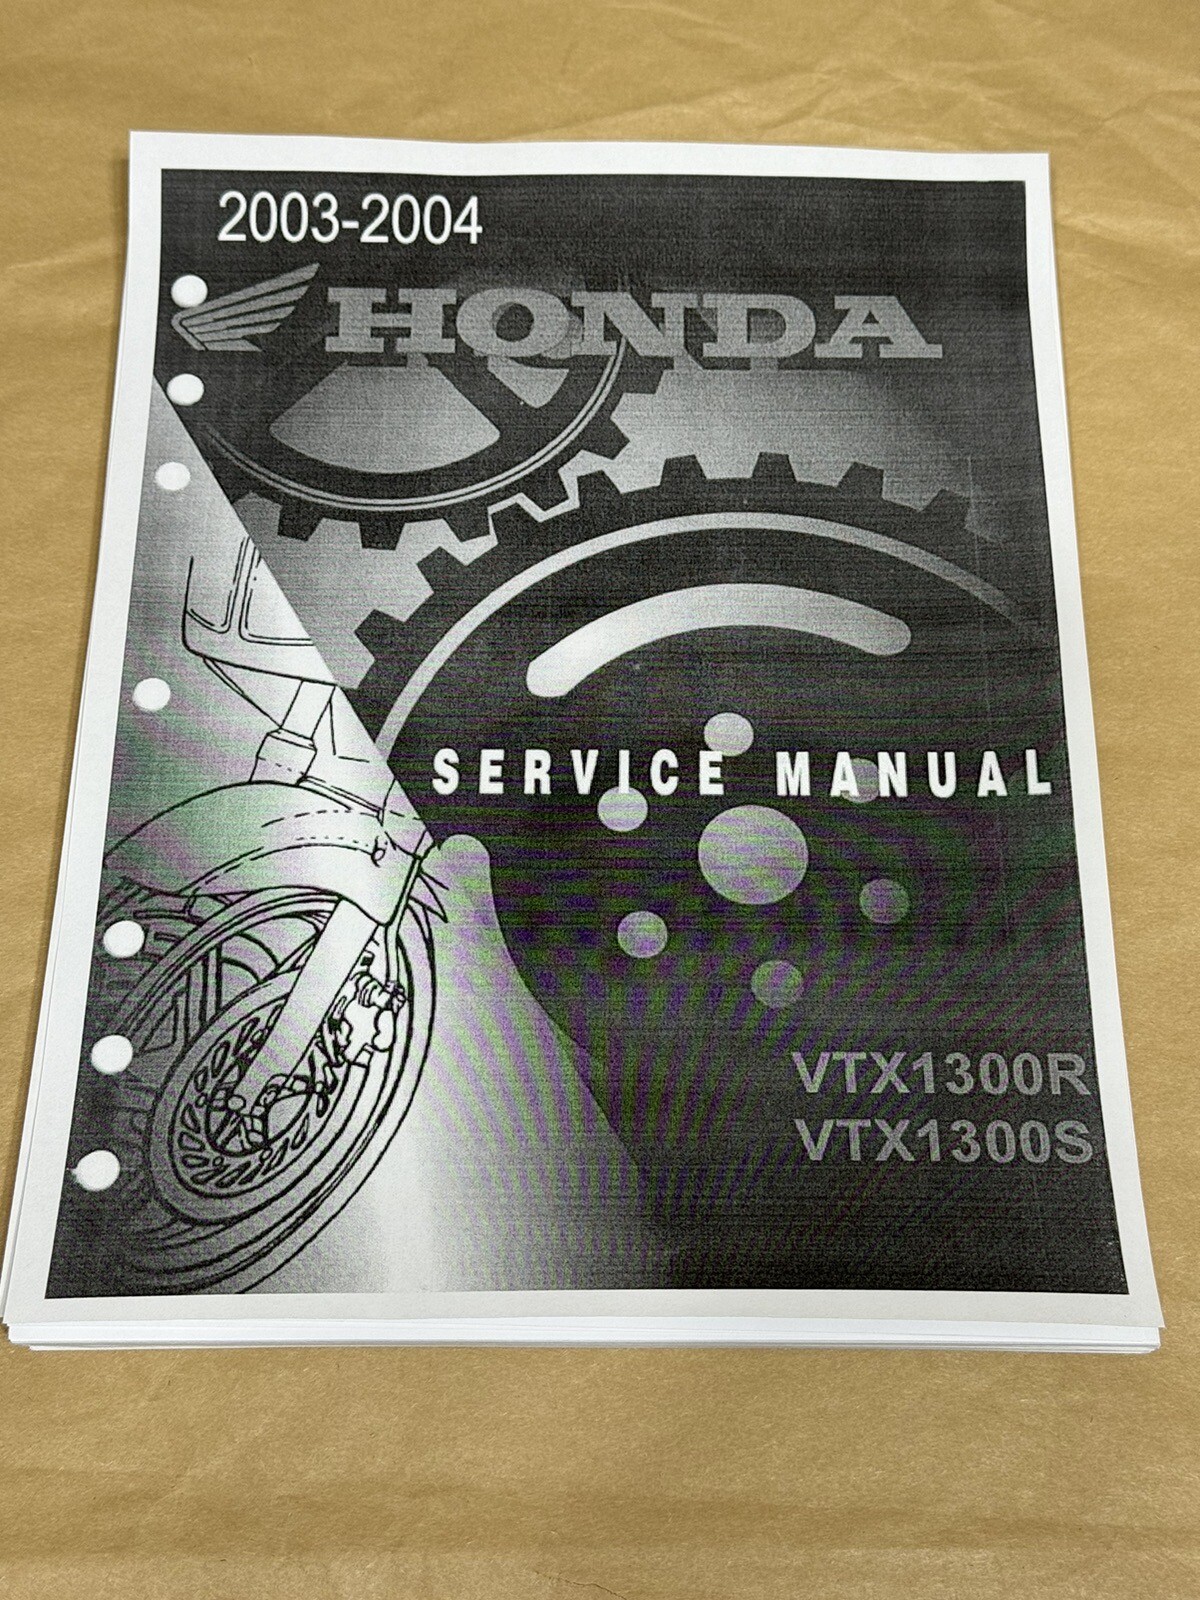 2003-2004
HONDA
SERVICE MANUAL
VTX1300R
VTX1300S